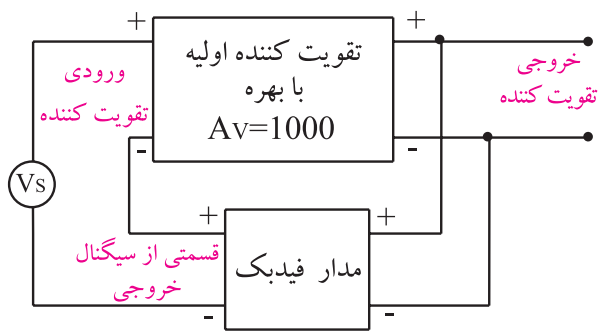 +
+
تقویت کننده اولیه
با بهره
Av=1000
ورودی
تقویت کننده
خروجی
تقویت کننده
-
-
Vs
+
+
قسمتی از سیگنال
خروجی
مدار فیدبک
-
-